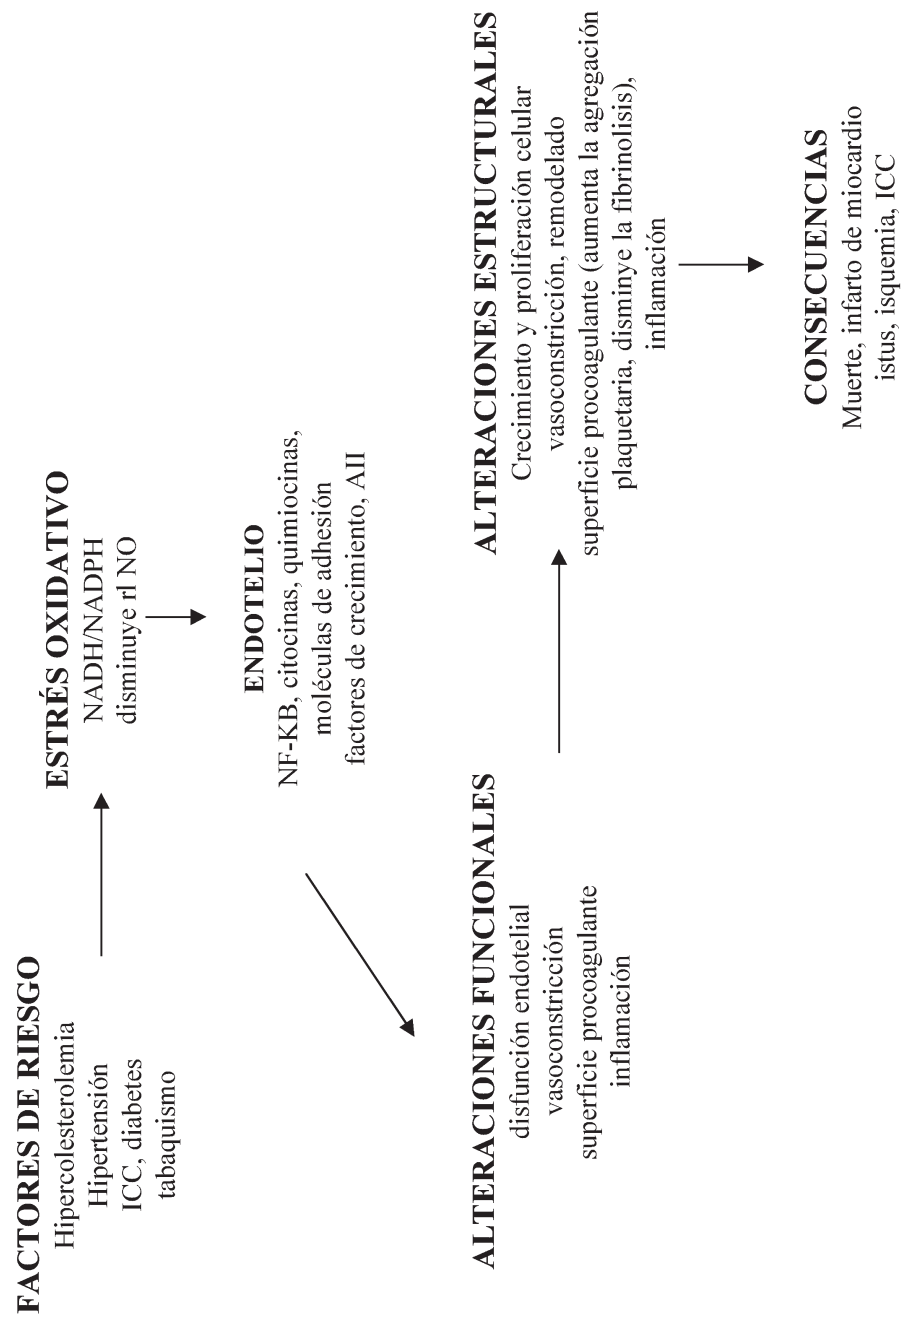 FACTORES DE RIESGO
Hipercolesterolemia
Hipertensión
ICC, diabetes
tabaquismo
ESTRÉS OXIDATIVO
NADH/NADPH
disminuye rl NO
ENDOTELIO
NF-KB, citocinas, quimiocinas,
moléculas de adhesión
factores de crecimiento, AII
ALTERACIONES FUNCIONALES
disfunción endotelial
vasoconstricción
superficie procoagulante
inflamación
ALTERACIONES ESTRUCTURALES
Crecimiento y proliferación celular
vasoconstricción, remodelado
superficie procoagulante (aumenta la agregación
plaquetaria, disminye la fibrinolisis),
inflamación
CONSECUENCIAS
Muerte, infarto de miocardio
istus, isquemia, ICC